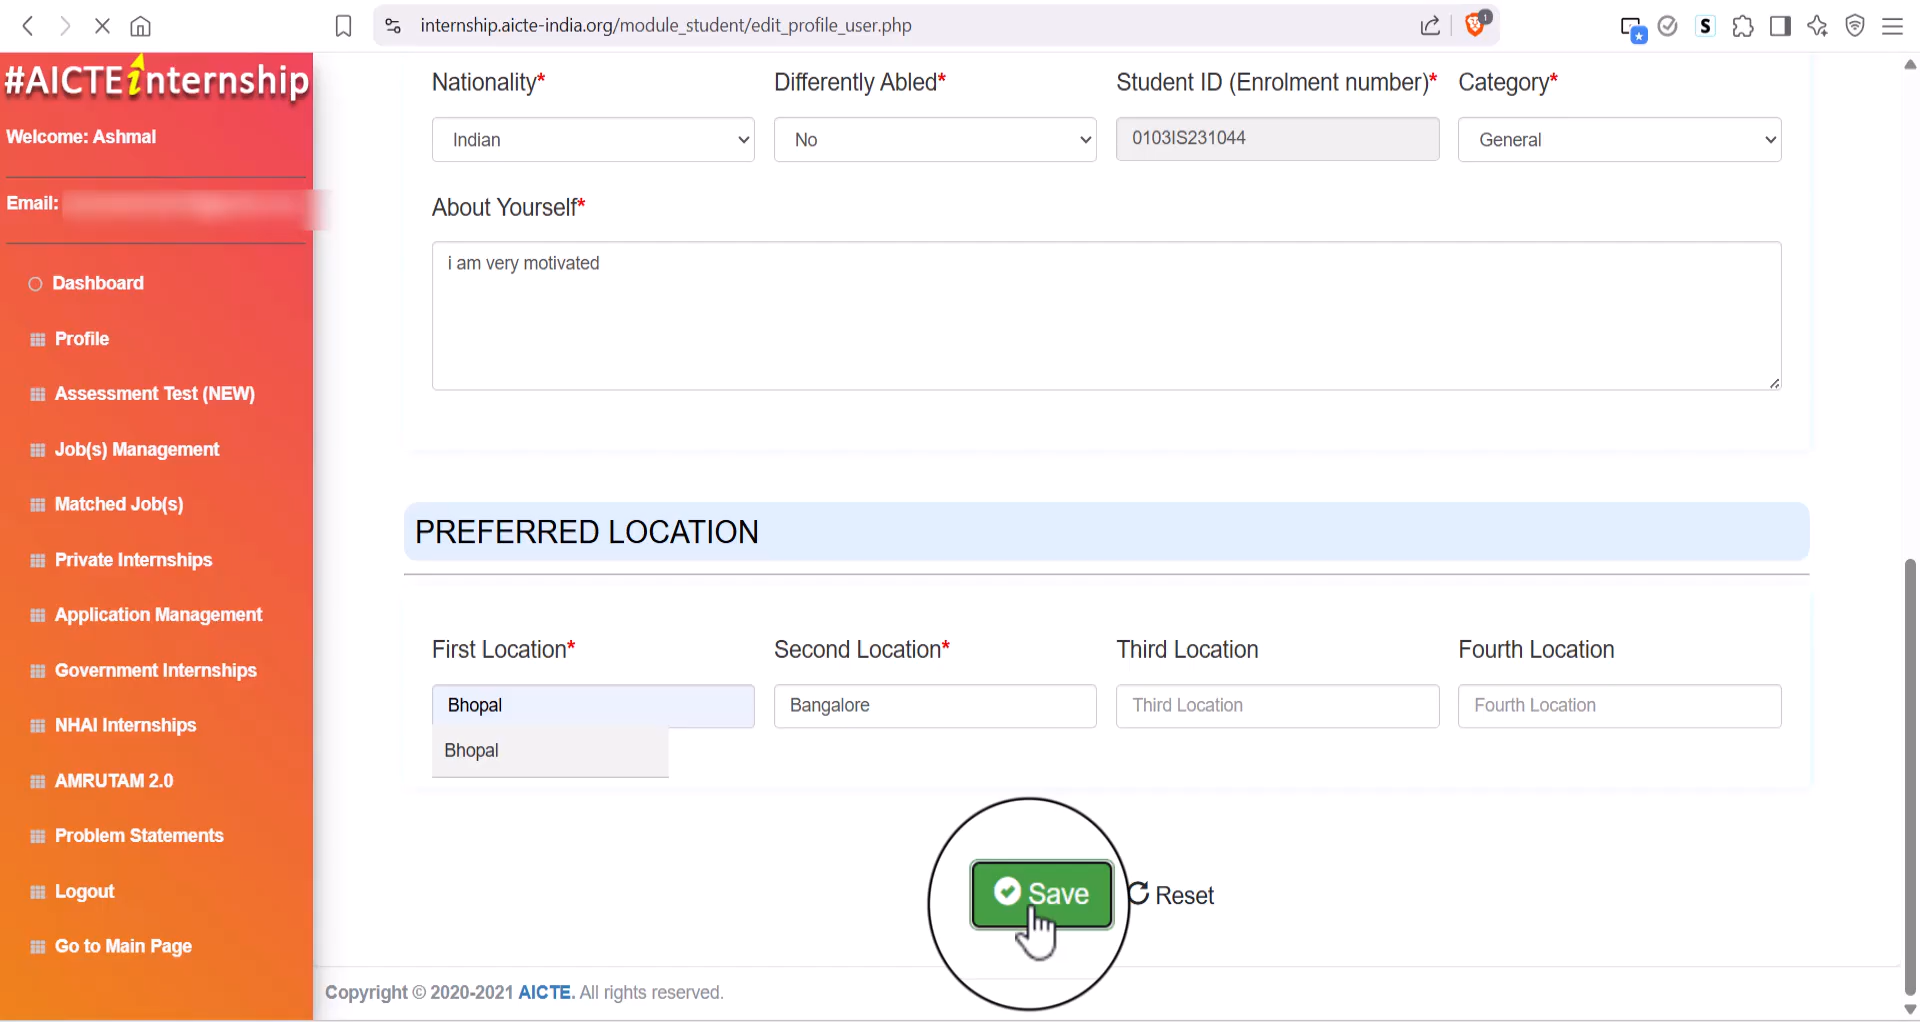 internship.aicte-india.org/module_student/edit_profile_user.php
1
S
#AICTEinternship
Welcome: Ashmal
Email:
Dashboard
Profile
Assessment Test (NEW)
Job(s) Management
Matched Job(s)
Private Internships
Application Management
Government Internships
NHAI Internships
AMRUTAM 2.0
Problem Statements
Logout
Go to Main Page
Nationality* Differently Abled* Student ID (Enrolment number)* Category*
Indian No 0103IS231044 General
About Yourself*
i am very motivated
PREFERRED LOCATION
First Location* Second Location* Third Location Fourth Location
Bhopal Bangalore Third Location Fourth Location
Bhopal
Save Reset
Copyright © 2020-2021 AICTE. All rights reserved.